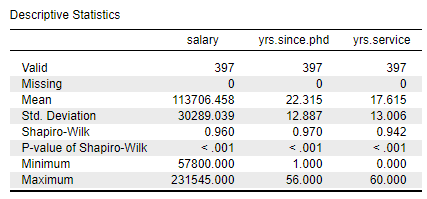 Descriptive Statistics
salary yrs.since.phd yrs.service
Valid 397 397 397
Missing 0 0 0
Mean 113706.458 22.315 17.615
Std. Deviation 30289.039 12.887 13.006
Shapiro-Wilk 0.960 0.970 0.942
P-value of Shapiro-Wilk < .001 < .001 < .001
Minimum 57800.000 1.000 0.000
Maximum 231545.000 56.000 60.000